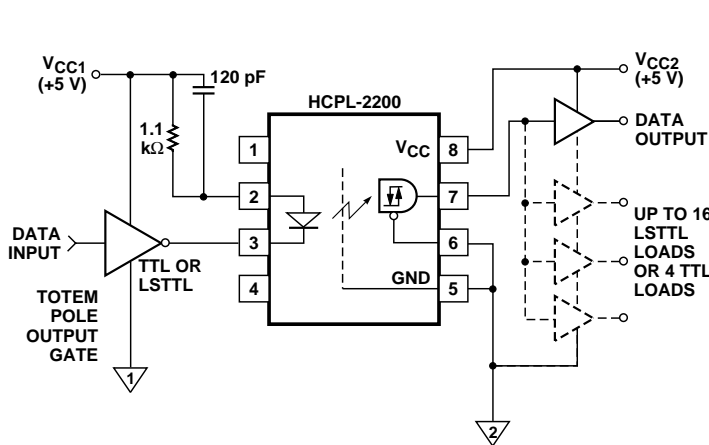 VCC1
(+5 V)
120 pF
1.1
kΩ
HCPL-2200
1
2
3
4
VCC
8
7
6
GND
5
DATA
INPUT
TTL OR
LSTTL
TOTEM
POLE
OUTPUT
GATE
1
VCC2
(+5 V)
DATA
OUTPUT
UP TO 16
LSTTL
LOADS
OR 4 TTL
LOADS
2